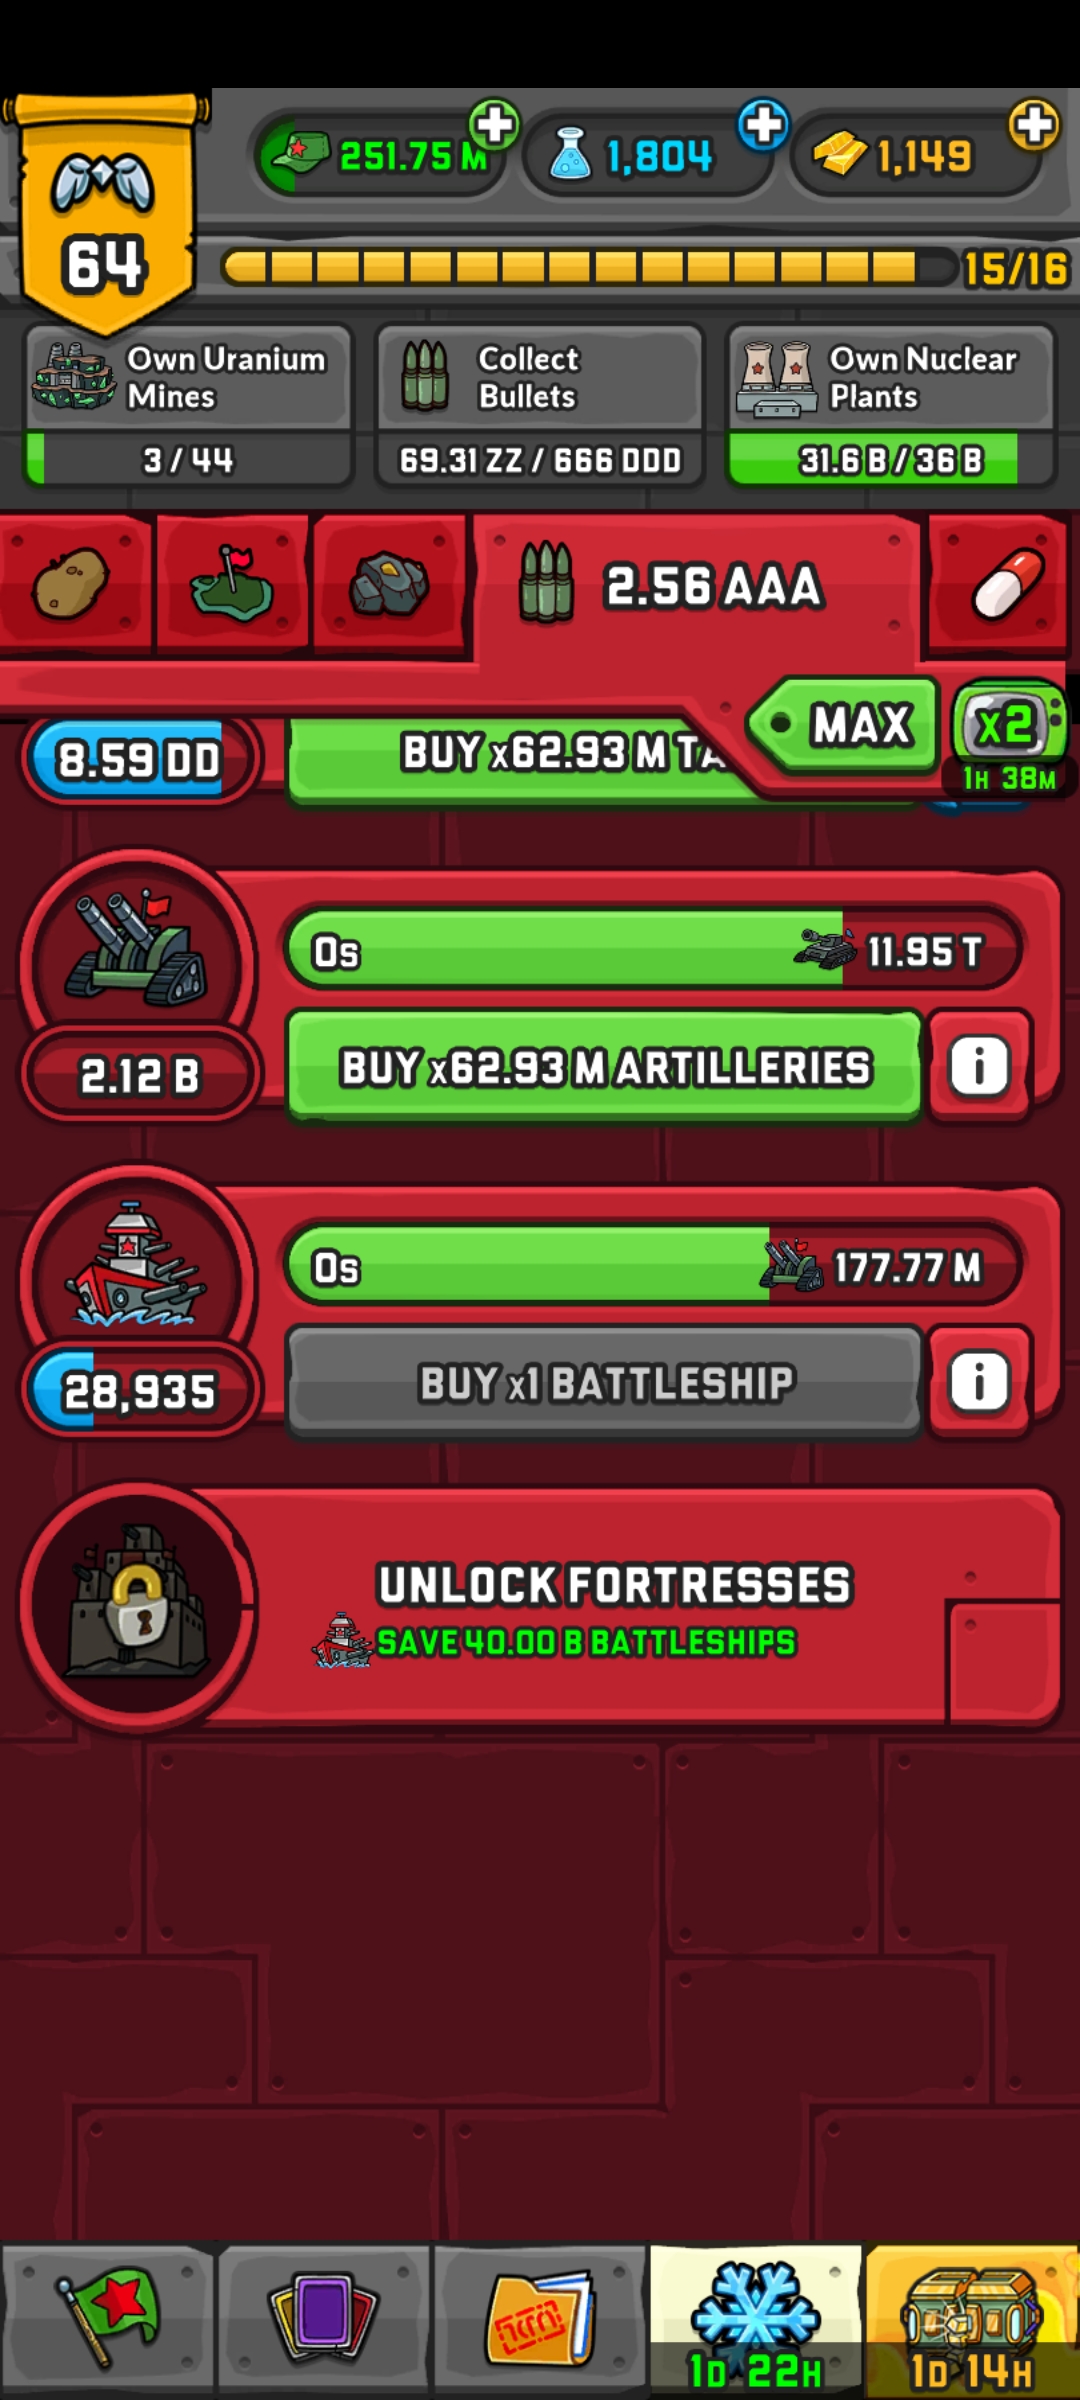 251.75 M
1,804
1,149
64
15/16
Own Uranium
Mines
3 / 44
Collect
Bullets
69.31 ZZ / 666 DDD
Own Nuclear
Plants
31.6 B / 36 B
2.56 AAA
MAX
x2
1H 38M
8.59 DD
BUY x62.93 M TA
0s
11.95 T
2.12 B
BUY x62.93 M ARTILLERIES
i
0s
177.77 M
28,935
BUY x1 BATTLESHIP
i
UNLOCK FORTRESSES
SAVE 40.00 B BATTLESHIPS
1D 22H
1D 14H